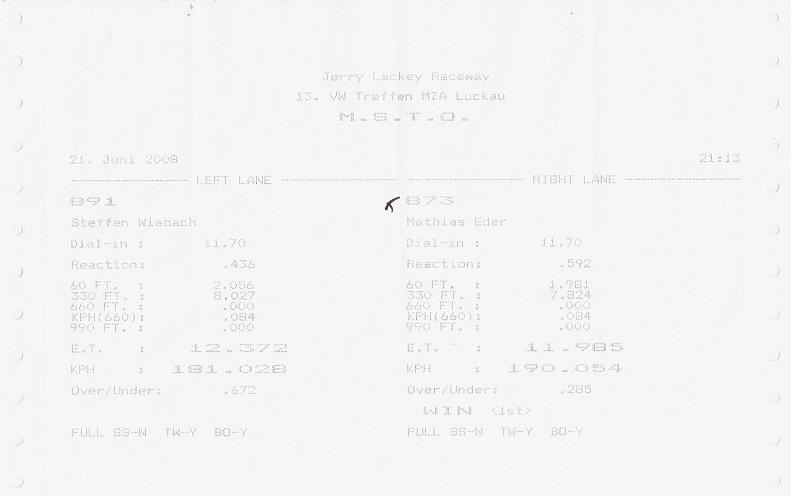 Jerry Lackey Raceway
13. VW Treffen MZA Luckau
M.S.T.O.
21. Juni 2008 21:13
---------------- LEFT LANE ---------------- ---------------- RIGHT LANE ----------------
891 873
Steffen Wiebach Mathias Eder
Dial-in : 11.70 Dial-in : 11.70
Reaction: .436 Reaction: .592
60 FT. : 2.056 60 FT. : 1.981
330 FT. : 8.027 330 FT. : 7.824
660 FT. : .000 660 FT. : .000
KPH(660): .084 KPH(660): .084
990 FT. : .000 990 FT. : .000
E.T. : 12.372 E.T. : 11.985
KPH : 181.028 KPH : 190.054
Over/Under: .672 Over/Under: .285
WIN <1st>
FULL SS-N TW-Y BO-Y FULL SS-N TW-Y BO-Y